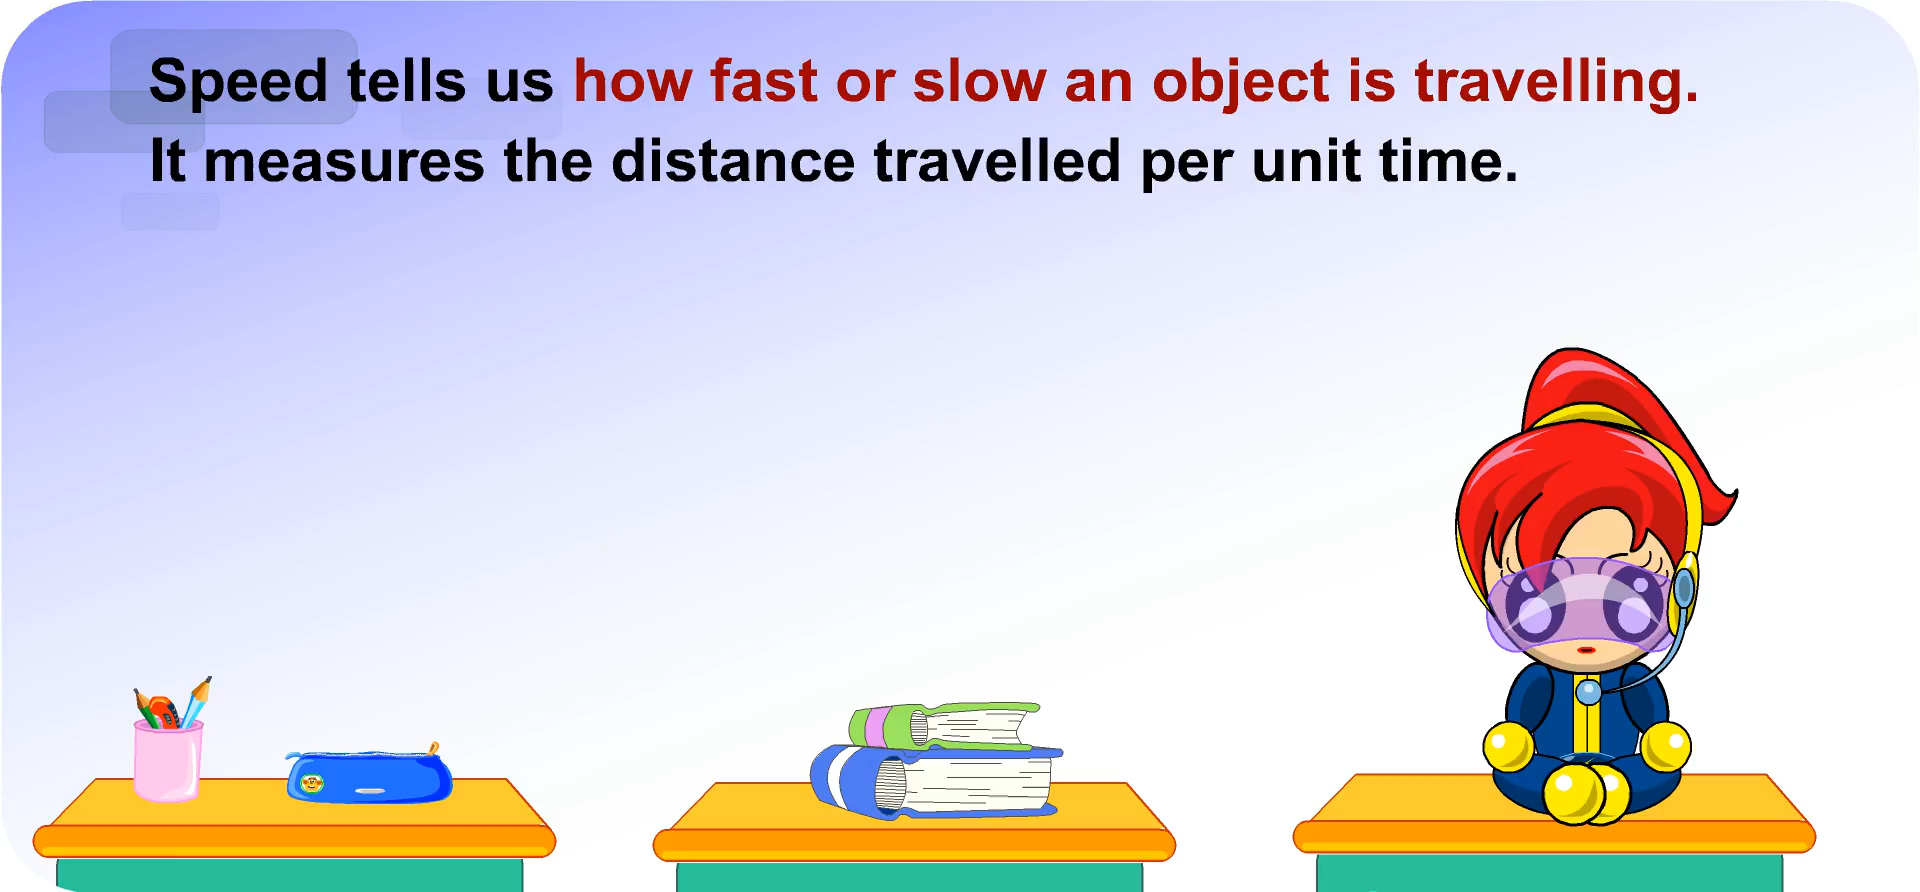 Speed tells us how fast or slow an object is travelling.
It measures the distance travelled per unit time.